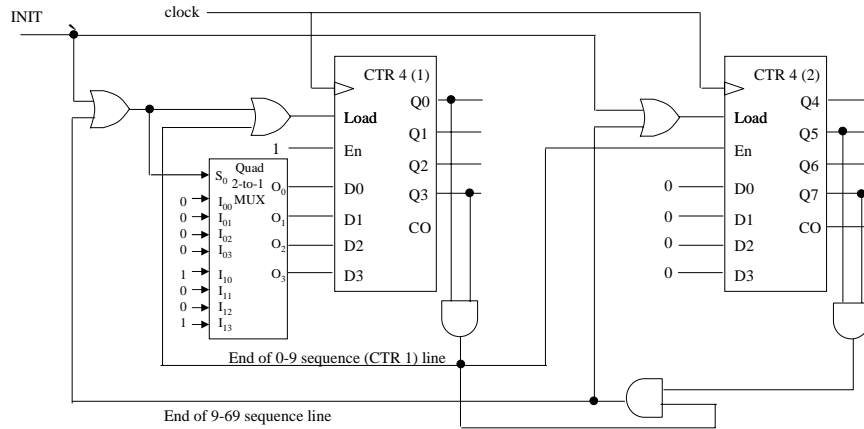 INIT
clock
CTR 4 (1)
Q0
Load
Q1
1
En
Q2
Q3
D0
D1
CO
D2
D3
Quad
2-to-1
MUX
S0
I00
I01
I02
I03
I10
I11
I12
I13
O0
O1
O2
O3
0
0
0
0
1
0
0
1
CTR 4 (2)
Q4
Load
Q5
En
Q6
Q7
0
D0
0
D1
CO
0
D2
0
D3
End of 0-9 sequence (CTR 1) line
End of 9-69 sequence line